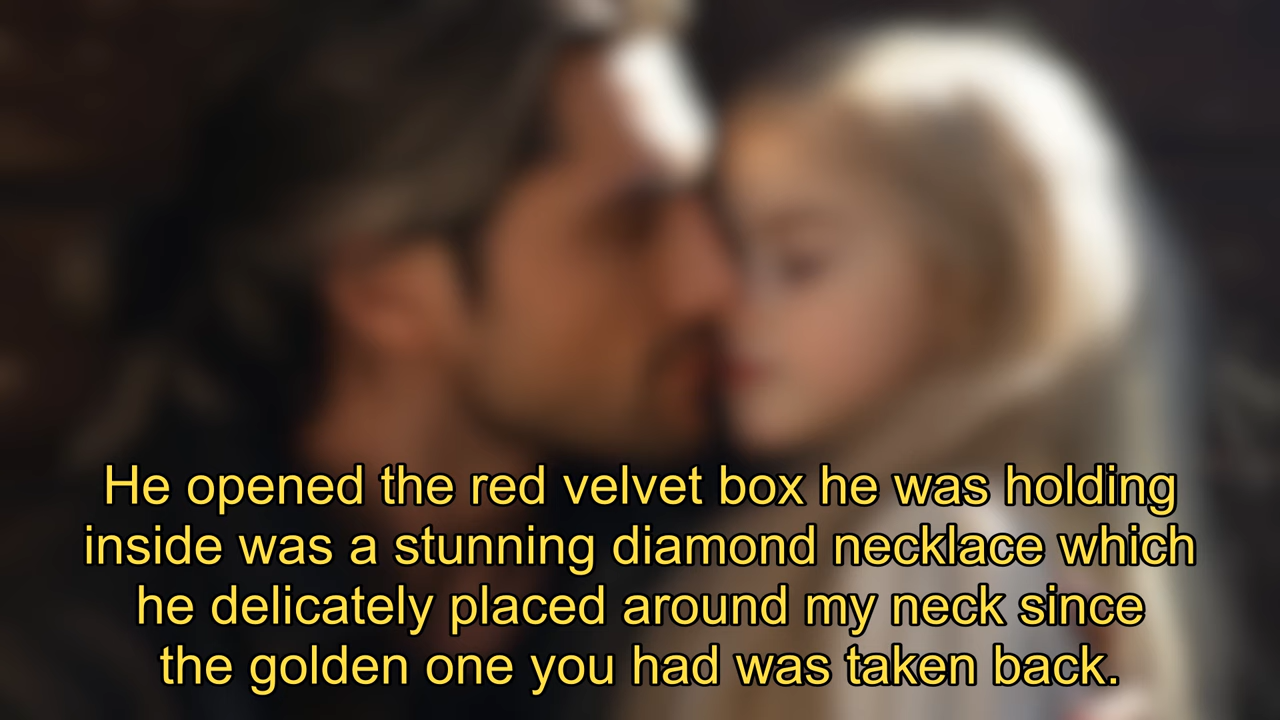 He opened the red velvet box he was holding
inside was a stunning diamond necklace which
he delicately placed around my neck since
the golden one you had was taken back.